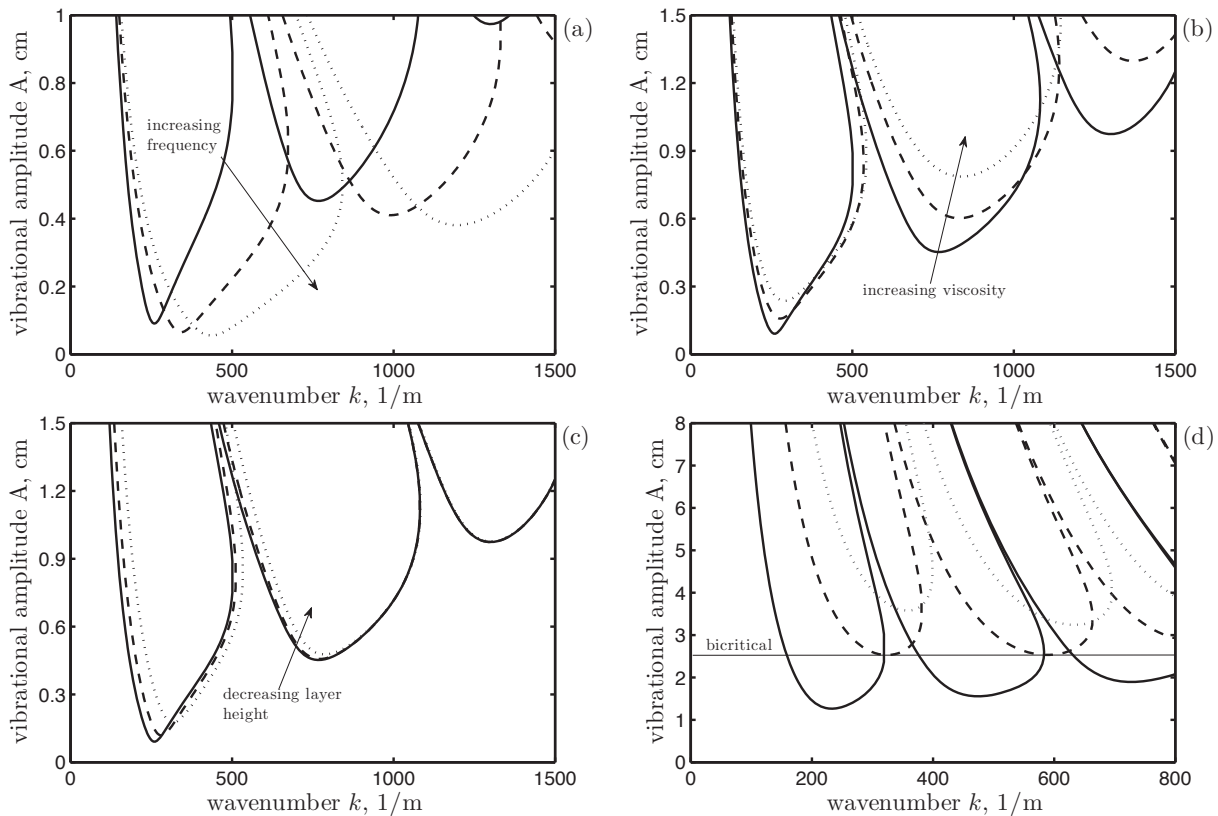 (a)
vibrational amplitude A, cm
1
0.8
0.6
0.4
0.2
0
increasing
frequency
0 500 1000 1500
wavenumber k, 1/m
(b)
vibrational amplitude A, cm
1.5
1.2
0.9
0.6
0.3
0
increasing viscosity
0 500 1000 1500
wavenumber k, 1/m
(c)
vibrational amplitude A, cm
1.5
1.2
0.9
0.6
0.3
0
decreasing layer
height
0 500 1000 1500
wavenumber k, 1/m
(d)
vibrational amplitude A, cm
8
7
6
5
4
3
2
1
0
bicritical
0 200 400 600 800
wavenumber k, 1/m